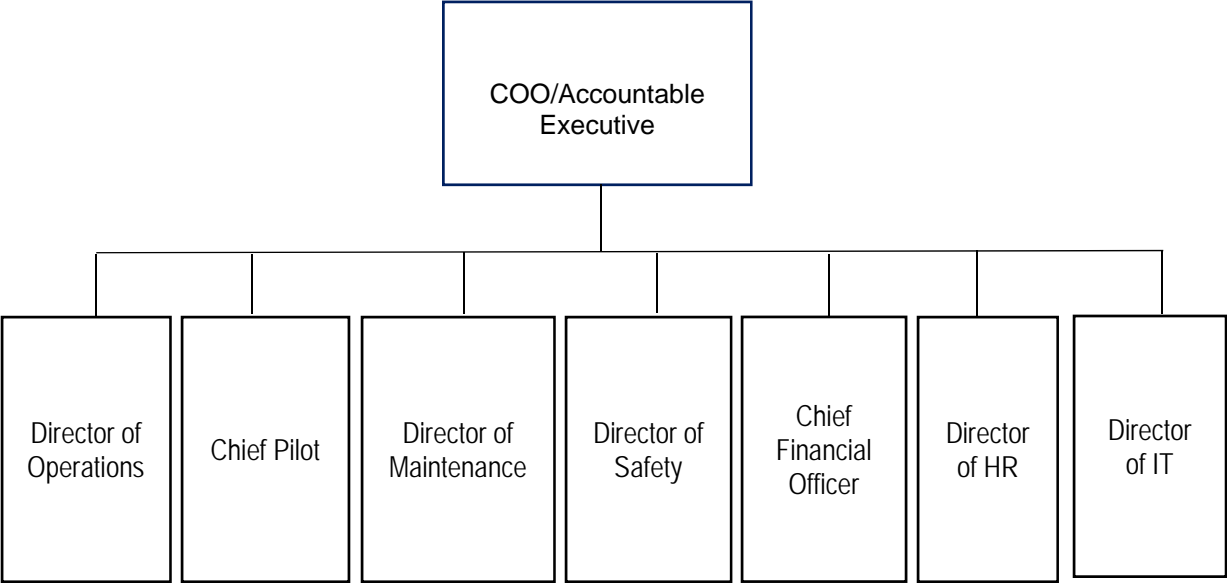 COO/Accountable
Executive
Director of
Operations
Chief Pilot
Director of
Maintenance
Director of
Safety
Chief
Financial
Officer
Director
of HR
Director
of IT